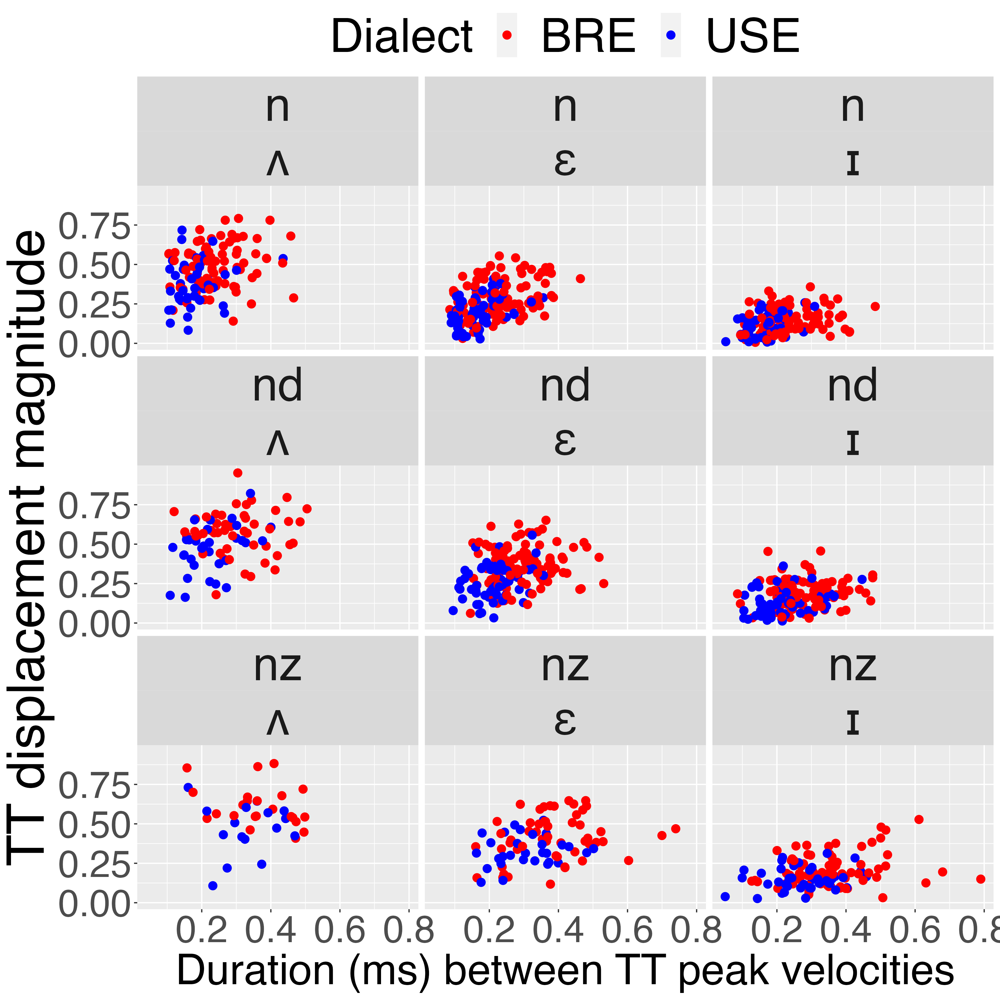 Dialect BRE USE
n n n
ʌ ɛ ɪ
0.75
0.50
0.25
0.00
nd nd nd
ʌ ɛ ɪ
0.75
0.50
0.25
0.00
nz nz nz
ʌ ɛ ɪ
0.75
0.50
0.25
0.00
TT displacement magnitude
0.2 0.4 0.6 0.8 0.2 0.4 0.6 0.8 0.2 0.4 0.6 0.8
Duration (ms) between TT peak velocities